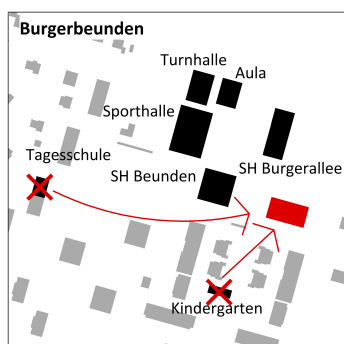 Burgerbeunden
Turnhalle
Aula
Sporthalle
Tagesschule
SH Burgerallee
SH Beunden
Kindergarten